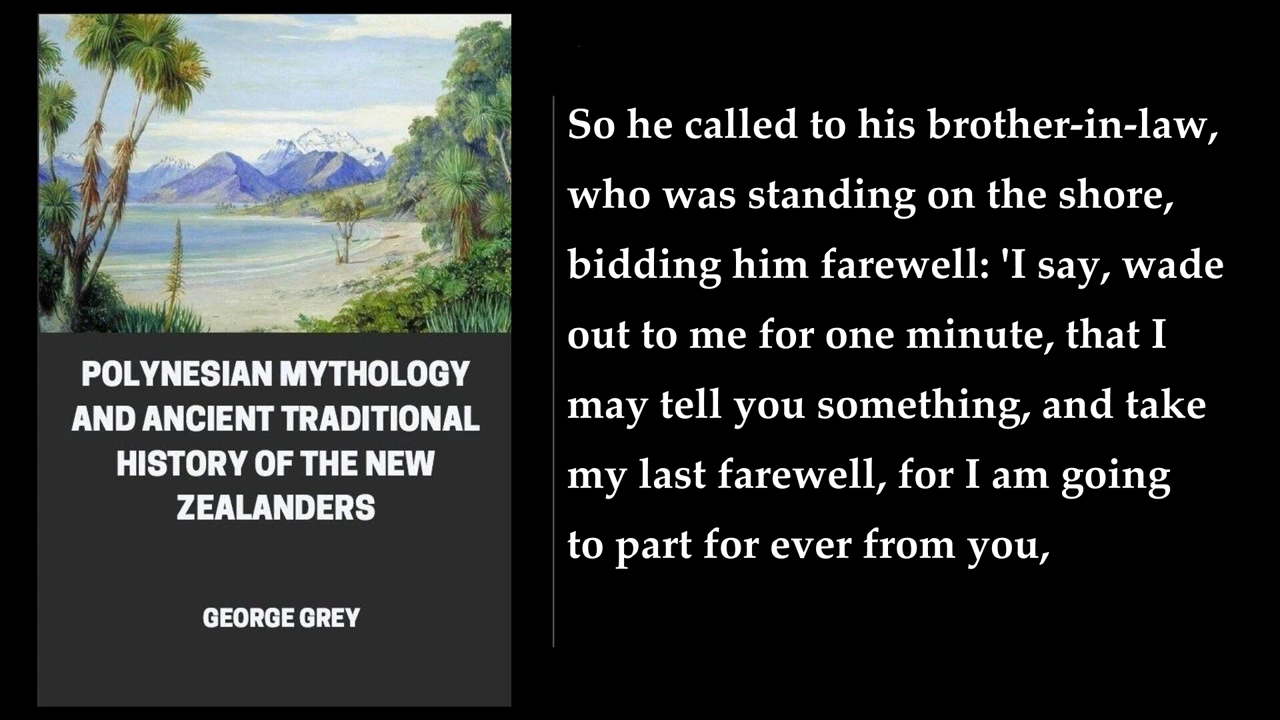 POLYNESIAN MYTHOLOGY
AND ANCIENT TRADITIONAL
HISTORY OF THE NEW
ZEALANDERS
GEORGE GREY
So he called to his brother-in-law,
who was standing on the shore,
bidding him farewell: 'I say, wade
out to me for one minute, that I
may tell you something, and take
my last farewell, for I am going
to part for ever from you,